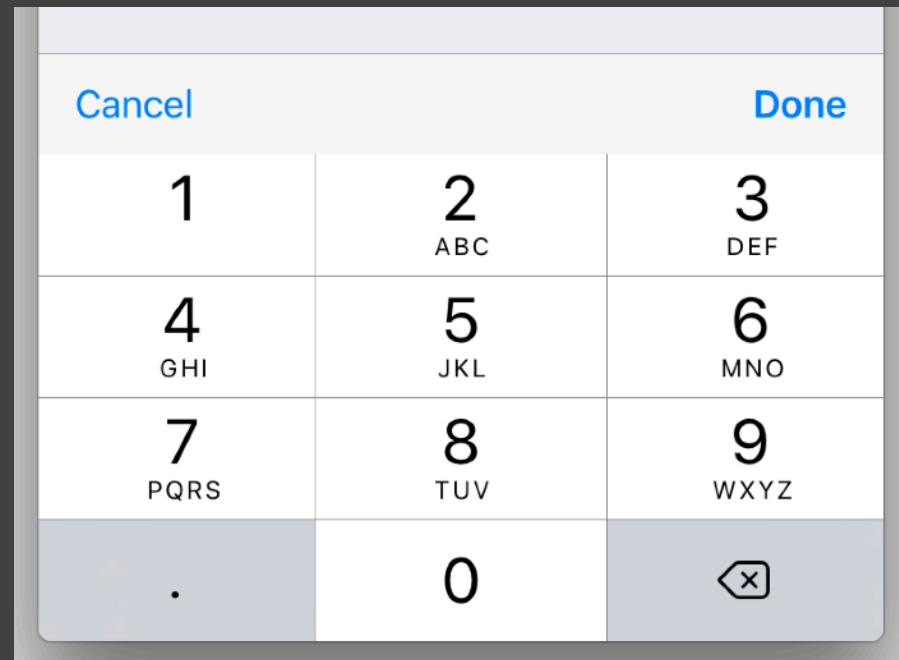 Cancel Done
1 2 3
ABC DEF
4 5 6
GHI JKL MNO
7 8 9
PQRS TUV WXYZ
. 0